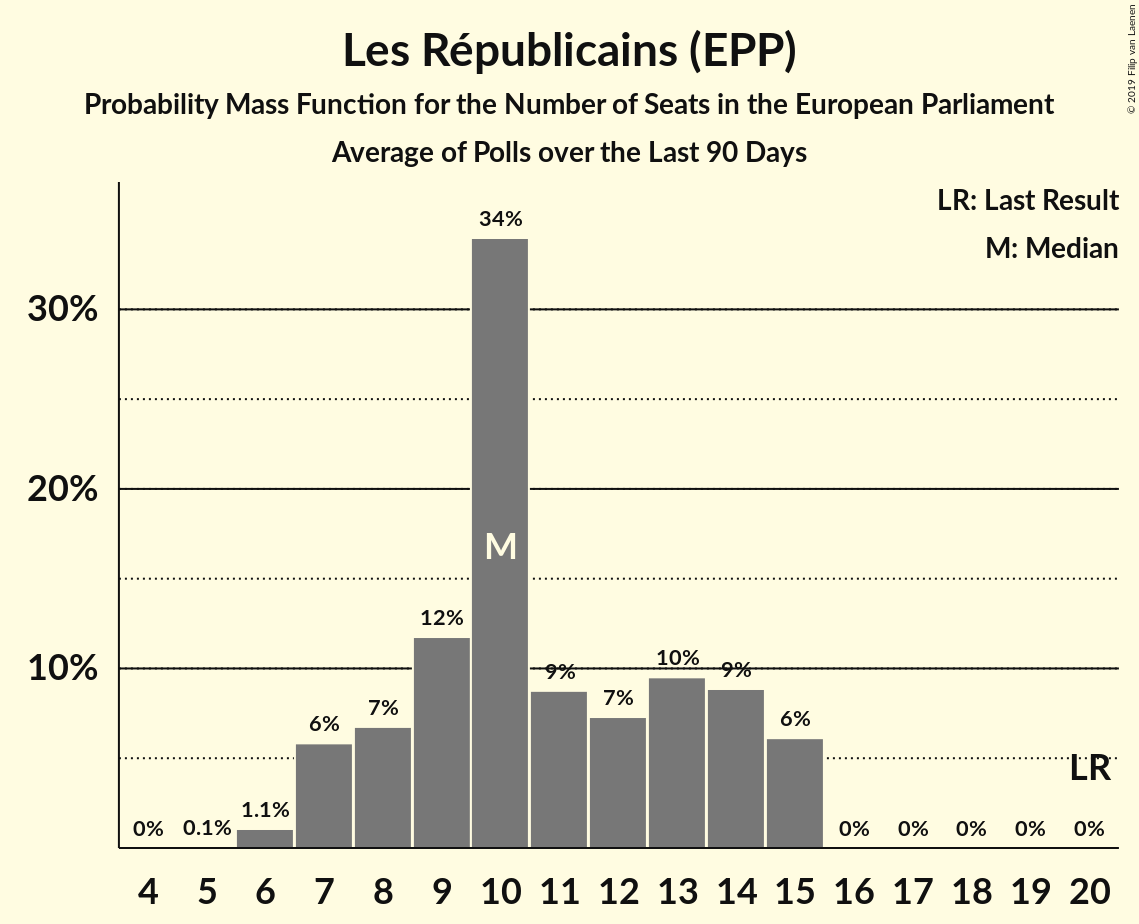 Les Républicains (EPP)
Probability Mass Function for the Number of Seats in the European Parliament
Average of Polls over the Last 90 Days
© 2019 Filip van Laenen
LR: Last Result
M: Median
34%
30%
20%
M
12%
10%
10%
9%
9%
7%
7%
6%
6%
LR
1.1%
0%
0.1%
0%
0%
0%
0%
0%
4 5 6 7 8 9 10 11 12 13 14 15 16 17 18 19 20